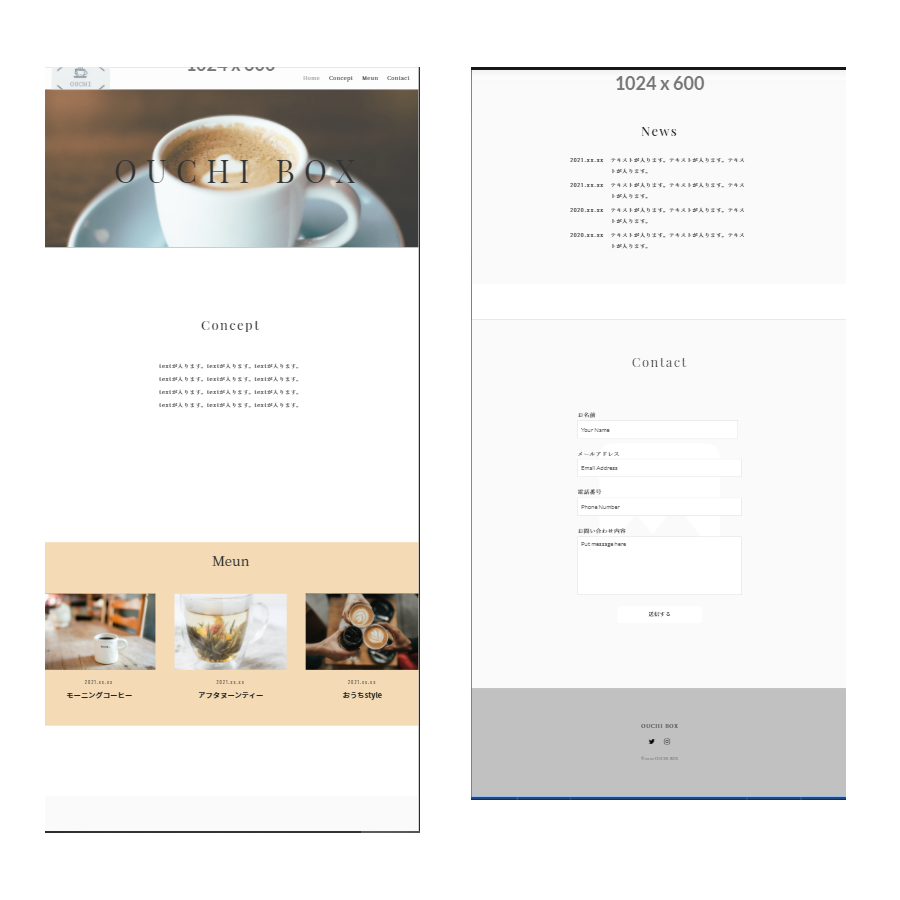 1024 x 600
OUCHI
Home Concept Meun Contact
OUCHI BOX
Concept
textが入ります。textが入ります。textが入ります。
textが入ります。textが入ります。textが入ります。
textが入ります。textが入ります。textが入ります。
textが入ります。textが入ります。textが入ります。
Meun
2021.xx.xx
モーニングコーヒー
2021.xx.xx
アフタヌーンティー
2021.xx.xx
おうちstyle
1024 x 600
News
2021.xx.xx テキストが入ります。テキストが入ります。テキス
トが入ります。
2021.xx.xx テキストが入ります。テキストが入ります。テキス
トが入ります。
2020.xx.xx テキストが入ります。テキストが入ります。テキス
トが入ります。
2020.xx.xx テキストが入ります。テキストが入ります。テキス
トが入ります。
Contact
お名前
Your Name
メールアドレス
Email Address
電話番号
Phone Number
お問い合わせ内容
Put message here
送信する
OUCHI BOX
OUCHI BOX